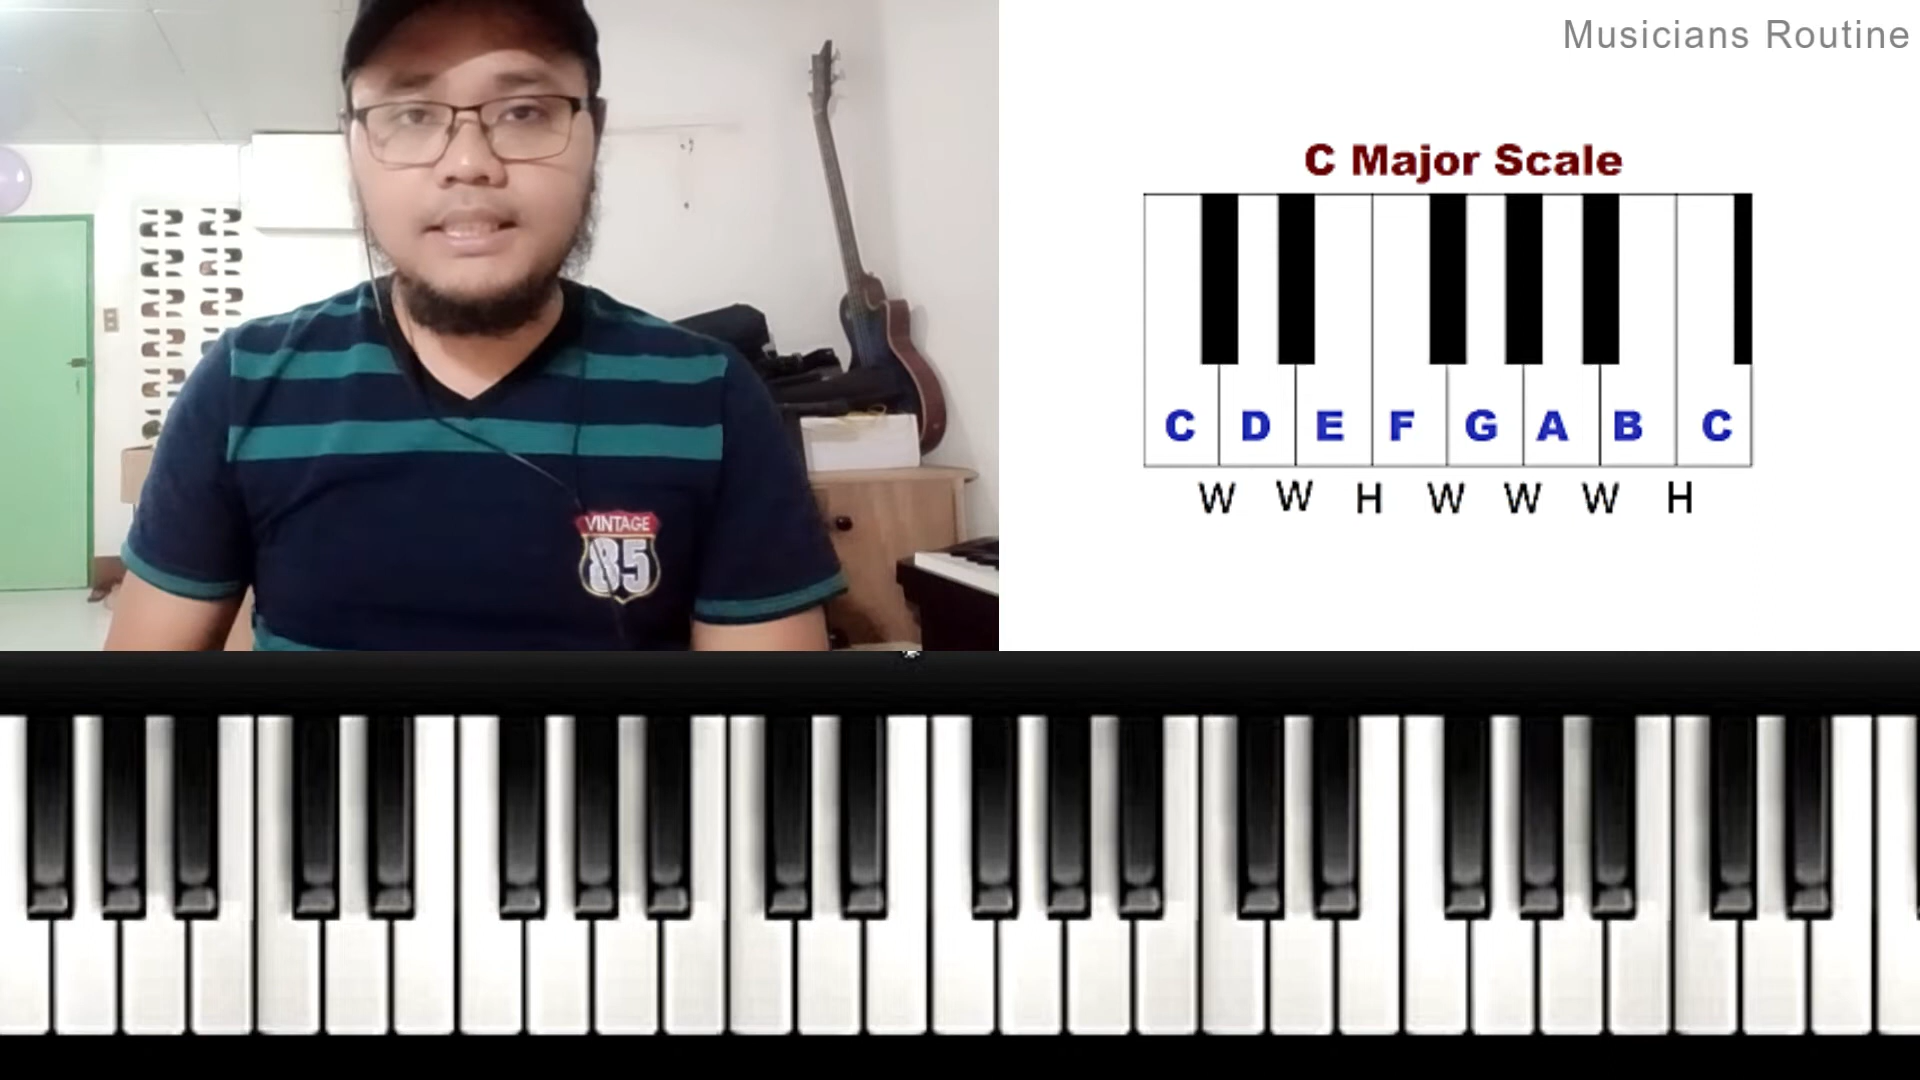 Musicians Routine
C Major Scale
C D E F G A B C
W W H W W W H
VINTAGE
85